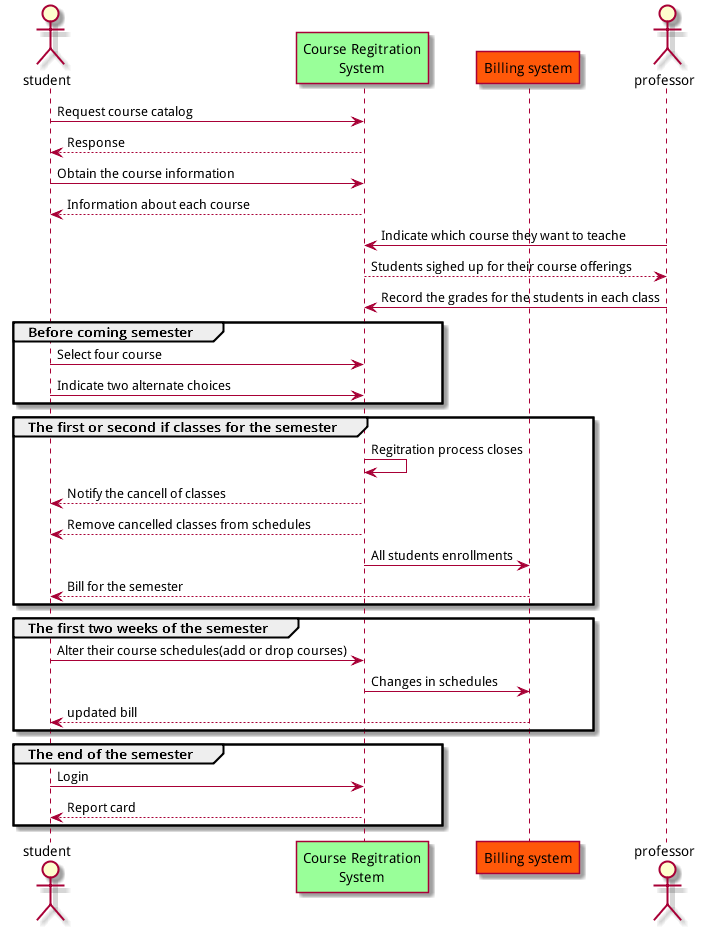 student
Course Regitration
System
Billing system
professor
Request course catalog
Response
Obtain the course information
Information about each course
Indicate which course they want to teache
Students sighed up for their course offerings
Record the grades for the students in each class
Before coming semester
Select four course
Indicate two alternate choices
The first or second if classes for the semester
Regitration process closes
Notify the cancell of classes
Remove cancelled classes from schedules
All students enrollments
Bill for the semester
The first two weeks of the semester
Alter their course schedules(add or drop courses)
Changes in schedules
updated bill
The end of the semester
Login
Report card
student
Course Regitration
System
Billing system
professor